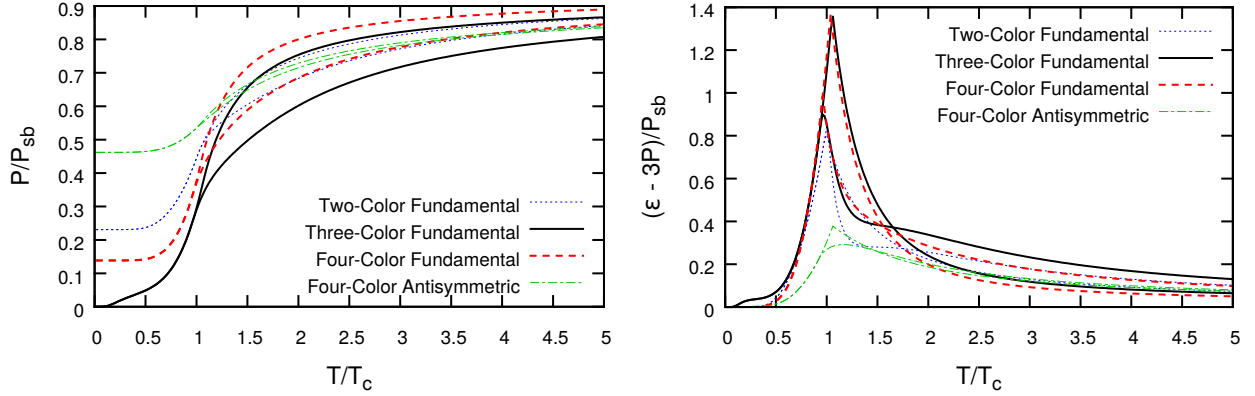 P/P_sb
0.9
0.8
0.7
0.6
0.5
0.4
0.3
0.2
0.1
0
Two-Color Fundamental
Three-Color Fundamental
Four-Color Fundamental
Four-Color Antisymmetric
0 0.5 1 1.5 2 2.5 3 3.5 4 4.5 5
T/T_c
(ε - 3P)/P_sb
1.4
1.2
1
0.8
0.6
0.4
0.2
0
Two-Color Fundamental
Three-Color Fundamental
Four-Color Fundamental
Four-Color Antisymmetric
0 0.5 1 1.5 2 2.5 3 3.5 4 4.5 5
T/T_c